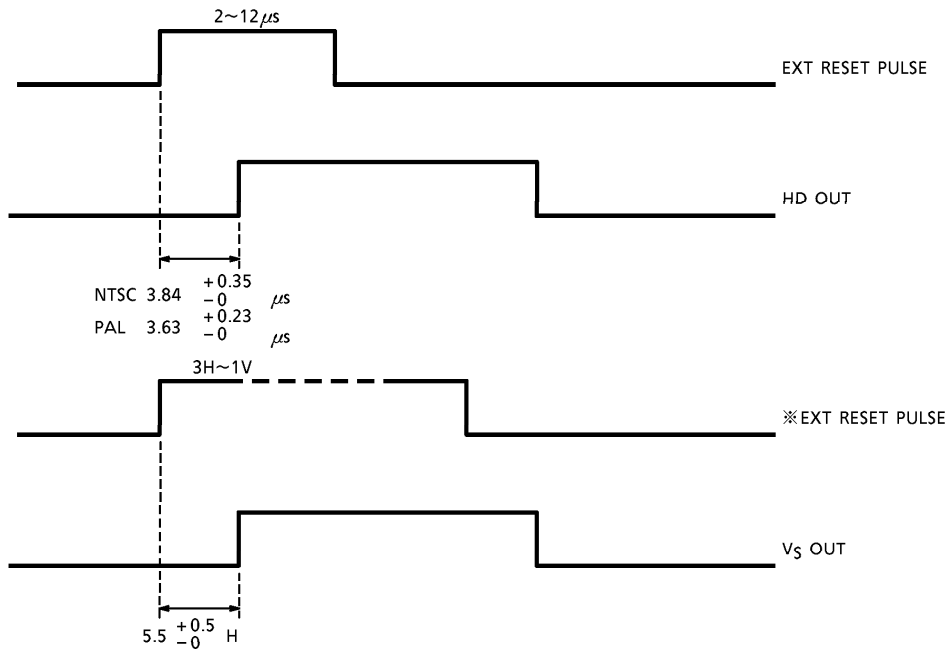 2~12μs
EXT RESET PULSE
HD OUT
NTSC 3.84 +0.35 -0 μs
PAL 3.63 +0.23 -0 μs
3H~1V
※EXT RESET PULSE
VS OUT
5.5 +0.5 -0 H